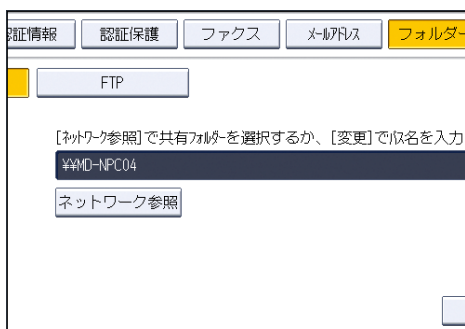 認証情報 認証保護 ファクス メールアドレス フォルダー
FTP
[ネットワーク参照]で共有フォルダーを選択するか、[変更]でパス名を入力
¥¥MD-NPC04
ネットワーク参照